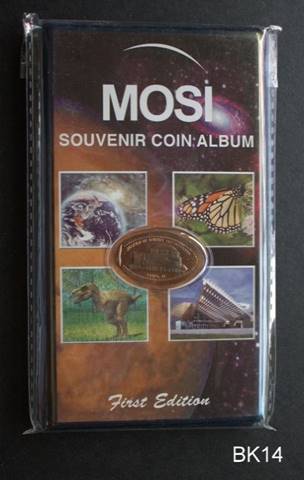 MOSI
SOUVENIR COIN ALBUM
First Edition
BK14